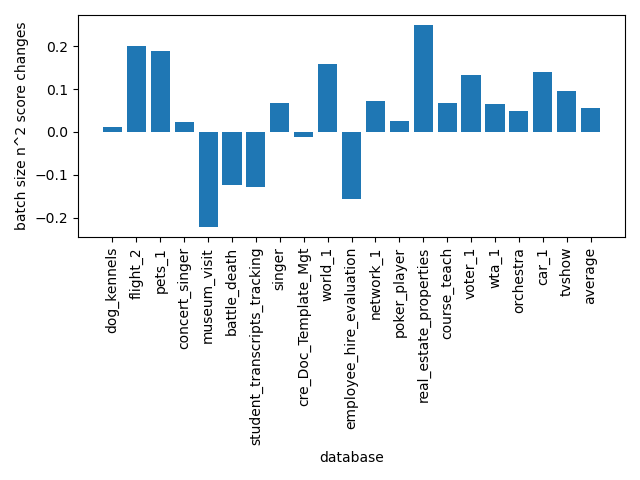 batch size n^2 score changes
0.2
0.1
0.0
−0.1
−0.2
dog_kennels
flight_2
pets_1
concert_singer
museum_visit
battle_death
student_transcripts_tracking
singer
cre_Doc_Template_Mgt
world_1
employee_hire_evaluation
network_1
poker_player
real_estate_properties
course_teach
voter_1
wta_1
orchestra
car_1
tvshow
average
database